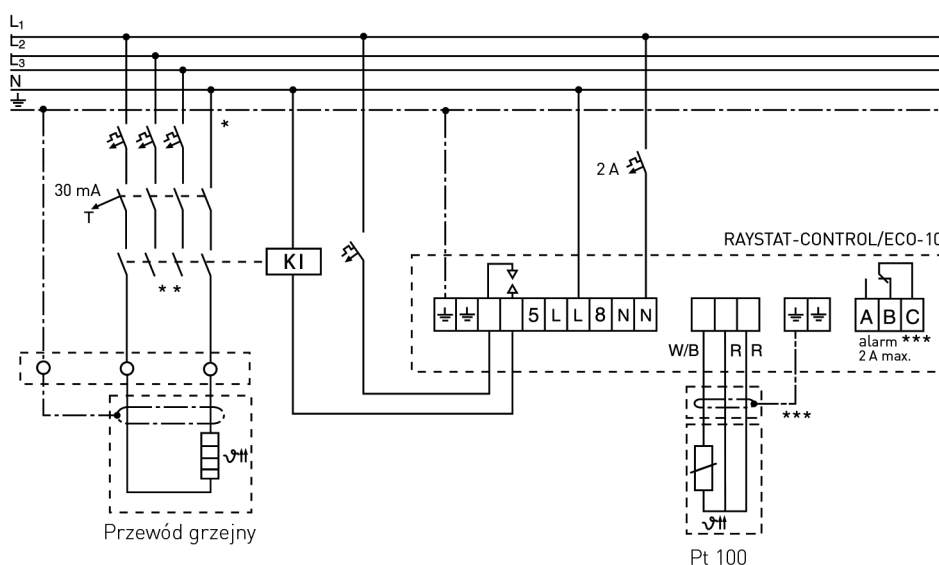 L1
L2
L3
N
*
30 mA
T
2 A
RAYSTAT-CONTROL/ECO-10
KI
* *
5 L L 8 N N
A B C
W/B R R
alarm ***
2 A max.
***
ϑ
ϑ
Przewód grzejny
Pt 100